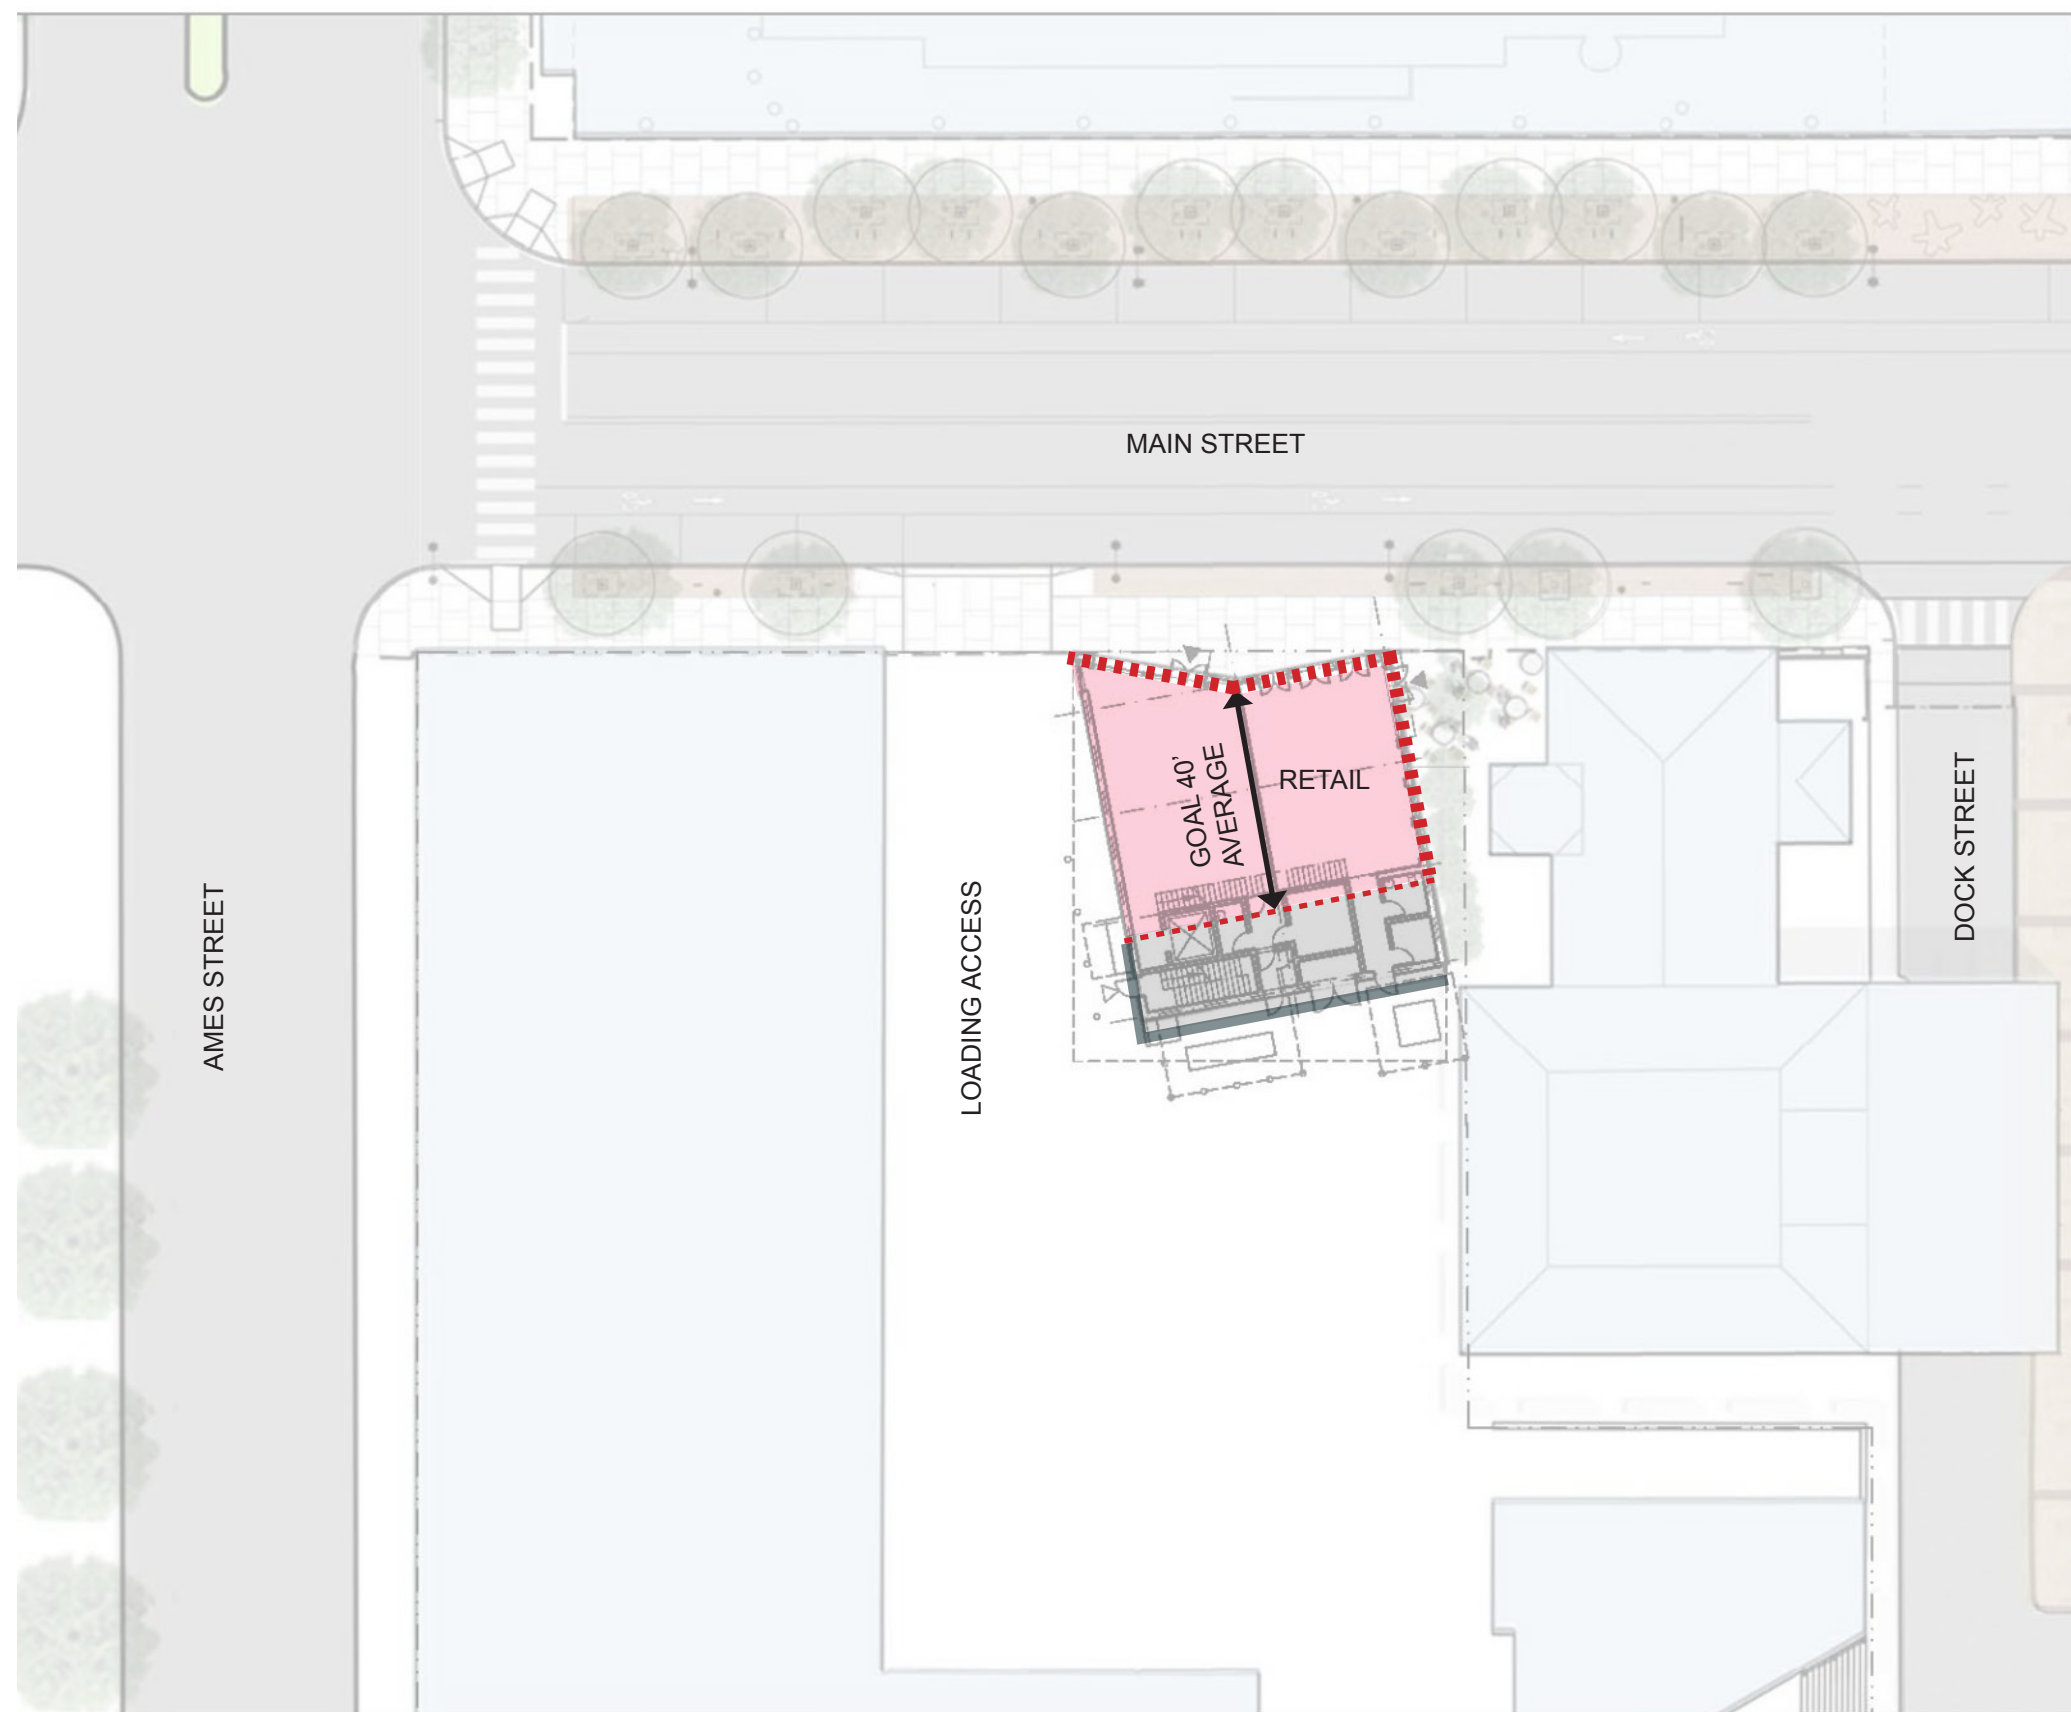 MAIN STREET
GOAL 40'
AVERAGE
RETAIL
DOCK STREET
AMES STREET
LOADING ACCESS